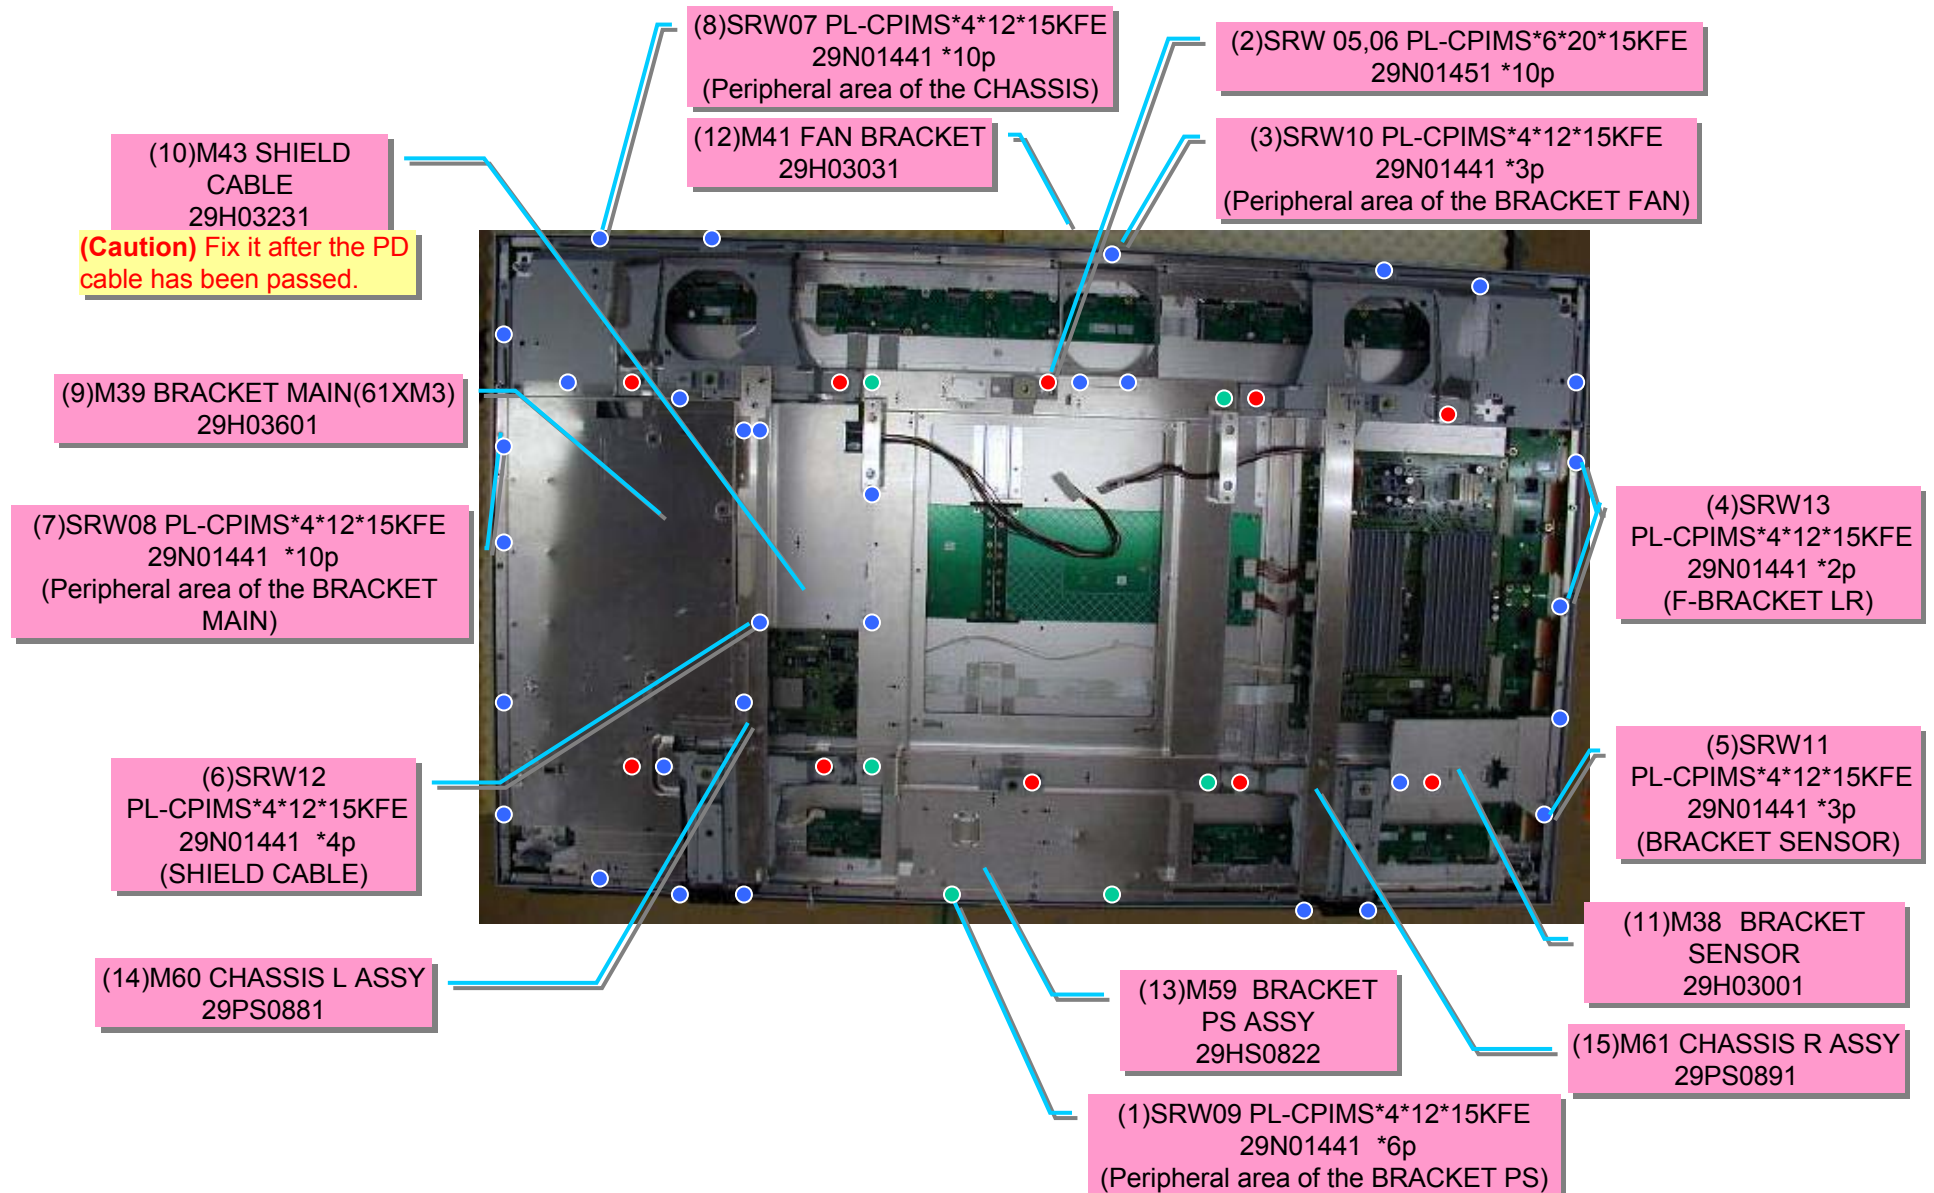 (8)SRW07 PL-CPIMS*4*12*15KFE
29N01441 *10p
(Peripheral area of the CHASSIS)
(2)SRW 05,06 PL-CPIMS*6*20*15KFE
29N01451 *10p
(12)M41 FAN BRACKET
29H03031
(3)SRW10 PL-CPIMS*4*12*15KFE
29N01441 *3p
(Peripheral area of the BRACKET FAN)
(10)M43 SHIELD
CABLE
29H03231
(Caution) Fix it after the PD
cable has been passed.
(9)M39 BRACKET MAIN(61XM3)
29H03601
(7)SRW08 PL-CPIMS*4*12*15KFE
29N01441 *10p
(Peripheral area of the BRACKET
MAIN)
(4)SRW13
PL-CPIMS*4*12*15KFE
29N01441 *2p
(F-BRACKET LR)
(6)SRW12
PL-CPIMS*4*12*15KFE
29N01441 *4p
(SHIELD CABLE)
(5)SRW11
PL-CPIMS*4*12*15KFE
29N01441 *3p
(BRACKET SENSOR)
(14)M60 CHASSIS L ASSY
29PS0881
(13)M59 BRACKET
PS ASSY
29HS0822
(11)M38 BRACKET
SENSOR
29H03001
(15)M61 CHASSIS R ASSY
29PS0891
(1)SRW09 PL-CPIMS*4*12*15KFE
29N01441 *6p
(Peripheral area of the BRACKET PS)